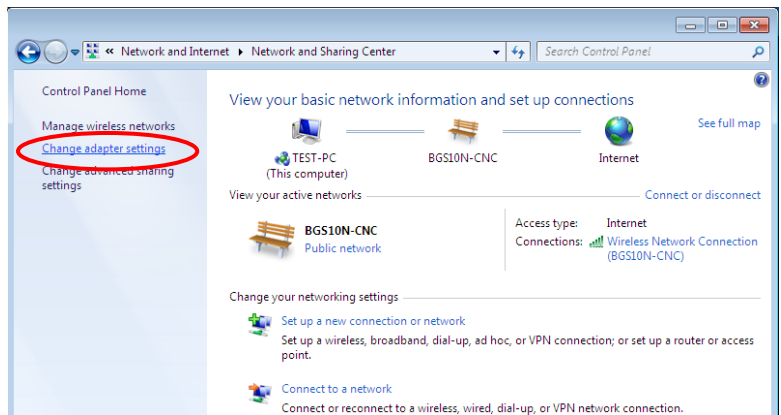 « Network and Internet ▸ Network and Sharing Center
Search Control Panel
Control Panel Home
Manage wireless networks
Change adapter settings
Change advanced sharing
settings
View your basic network information and set up connections
See full map
TEST-PC
(This computer)
BGS10N-CNC
Internet
View your active networks
Connect or disconnect
BGS10N-CNC
Public network
Access type: Internet
Connections: Wireless Network Connection
(BGS10N-CNC)
Change your networking settings
Set up a new connection or network
Set up a wireless, broadband, dial-up, ad hoc, or VPN connection; or set up a router or access
point.
Connect to a network
Connect or reconnect to a wireless, wired, dial-up, or VPN network connection.